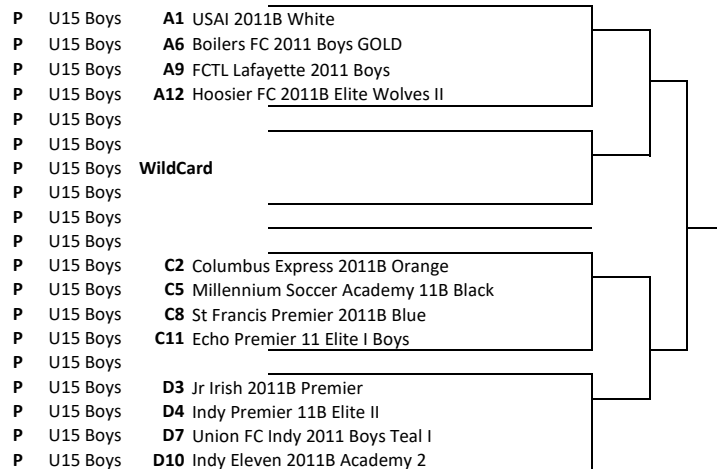 P U15 Boys A1 USAI 2011B White
P U15 Boys A6 Boilers FC 2011 Boys GOLD
P U15 Boys A9 FCTL Lafayette 2011 Boys
P U15 Boys A12 Hoosier FC 2011B Elite Wolves II
P U15 Boys
P U15 Boys
P U15 Boys WildCard
P U15 Boys
P U15 Boys
P U15 Boys
P U15 Boys C2 Columbus Express 2011B Orange
P U15 Boys C5 Millennium Soccer Academy 11B Black
P U15 Boys C8 St Francis Premier 2011B Blue
P U15 Boys C11 Echo Premier 11 Elite I Boys
P U15 Boys
P U15 Boys D3 Jr Irish 2011B Premier
P U15 Boys D4 Indy Premier 11B Elite II
P U15 Boys D7 Union FC Indy 2011 Boys Teal I
P U15 Boys D10 Indy Eleven 2011B Academy 2